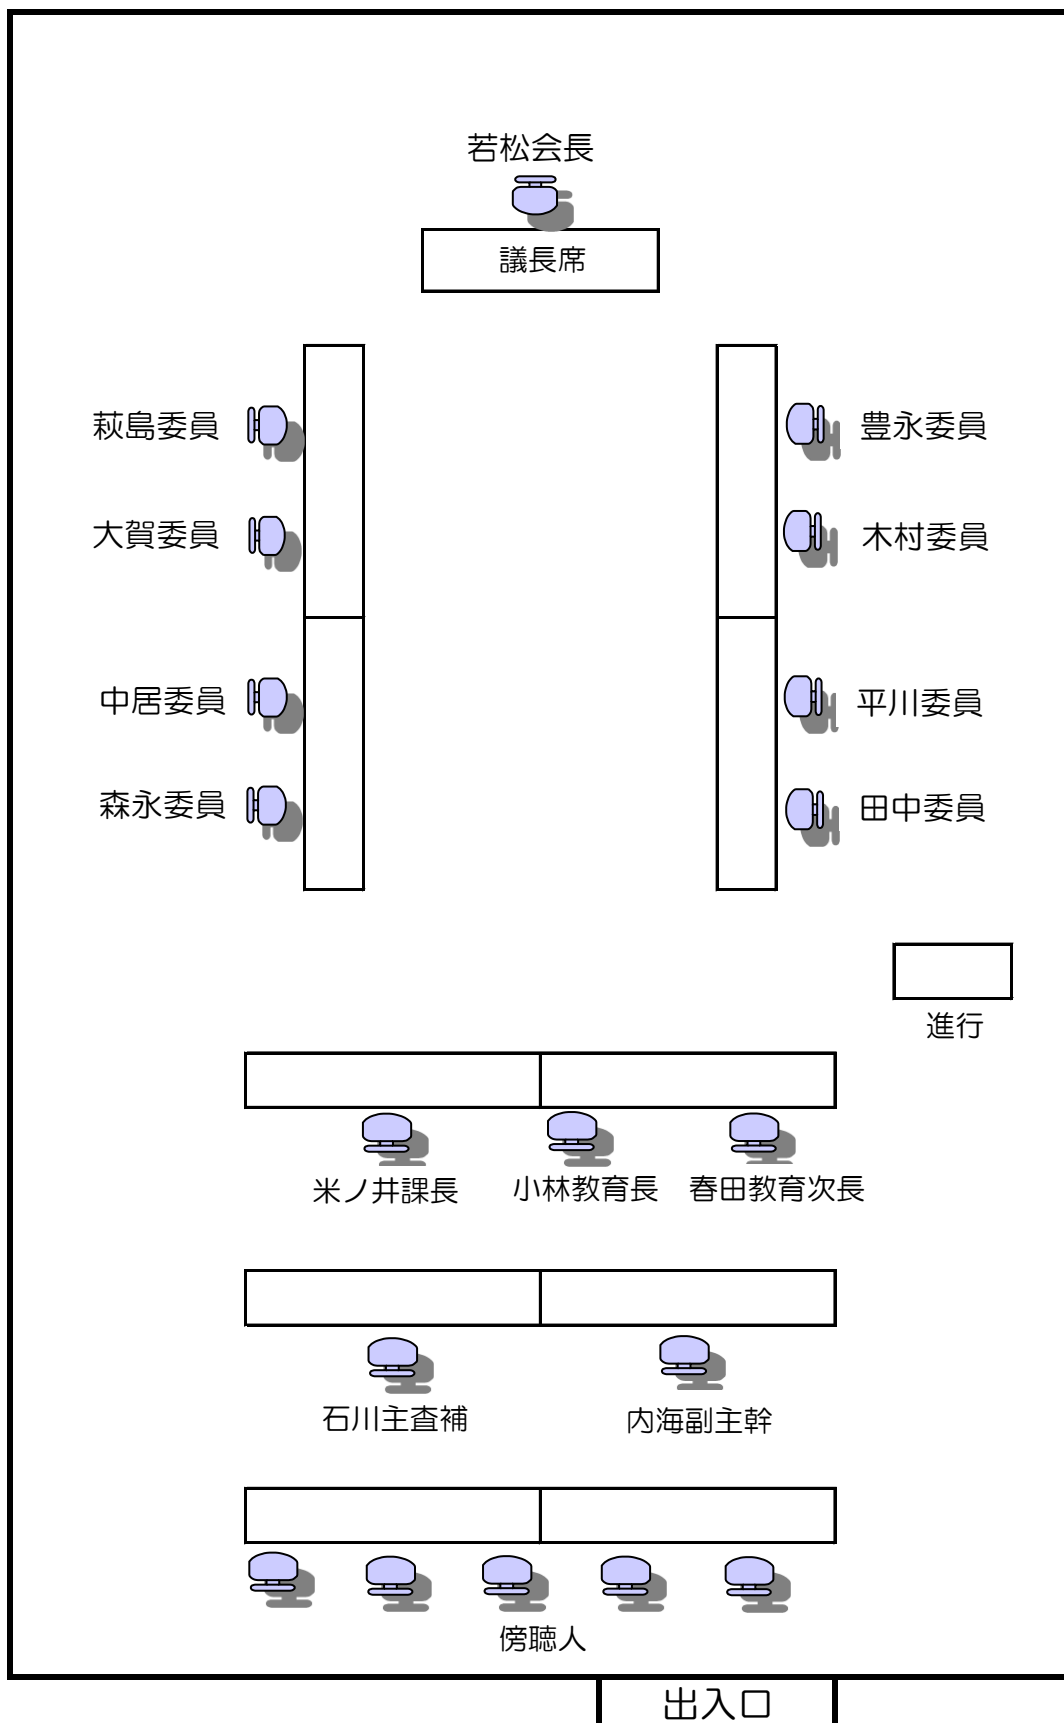 若松会長
議長席
萩島委員
豊永委員
大賀委員
木村委員
中居委員
平川委員
森永委員
田中委員
進行
米ノ井課長
小林教育長
春田教育次長
石川主査補
内海副主幹
傍聴人
出入口